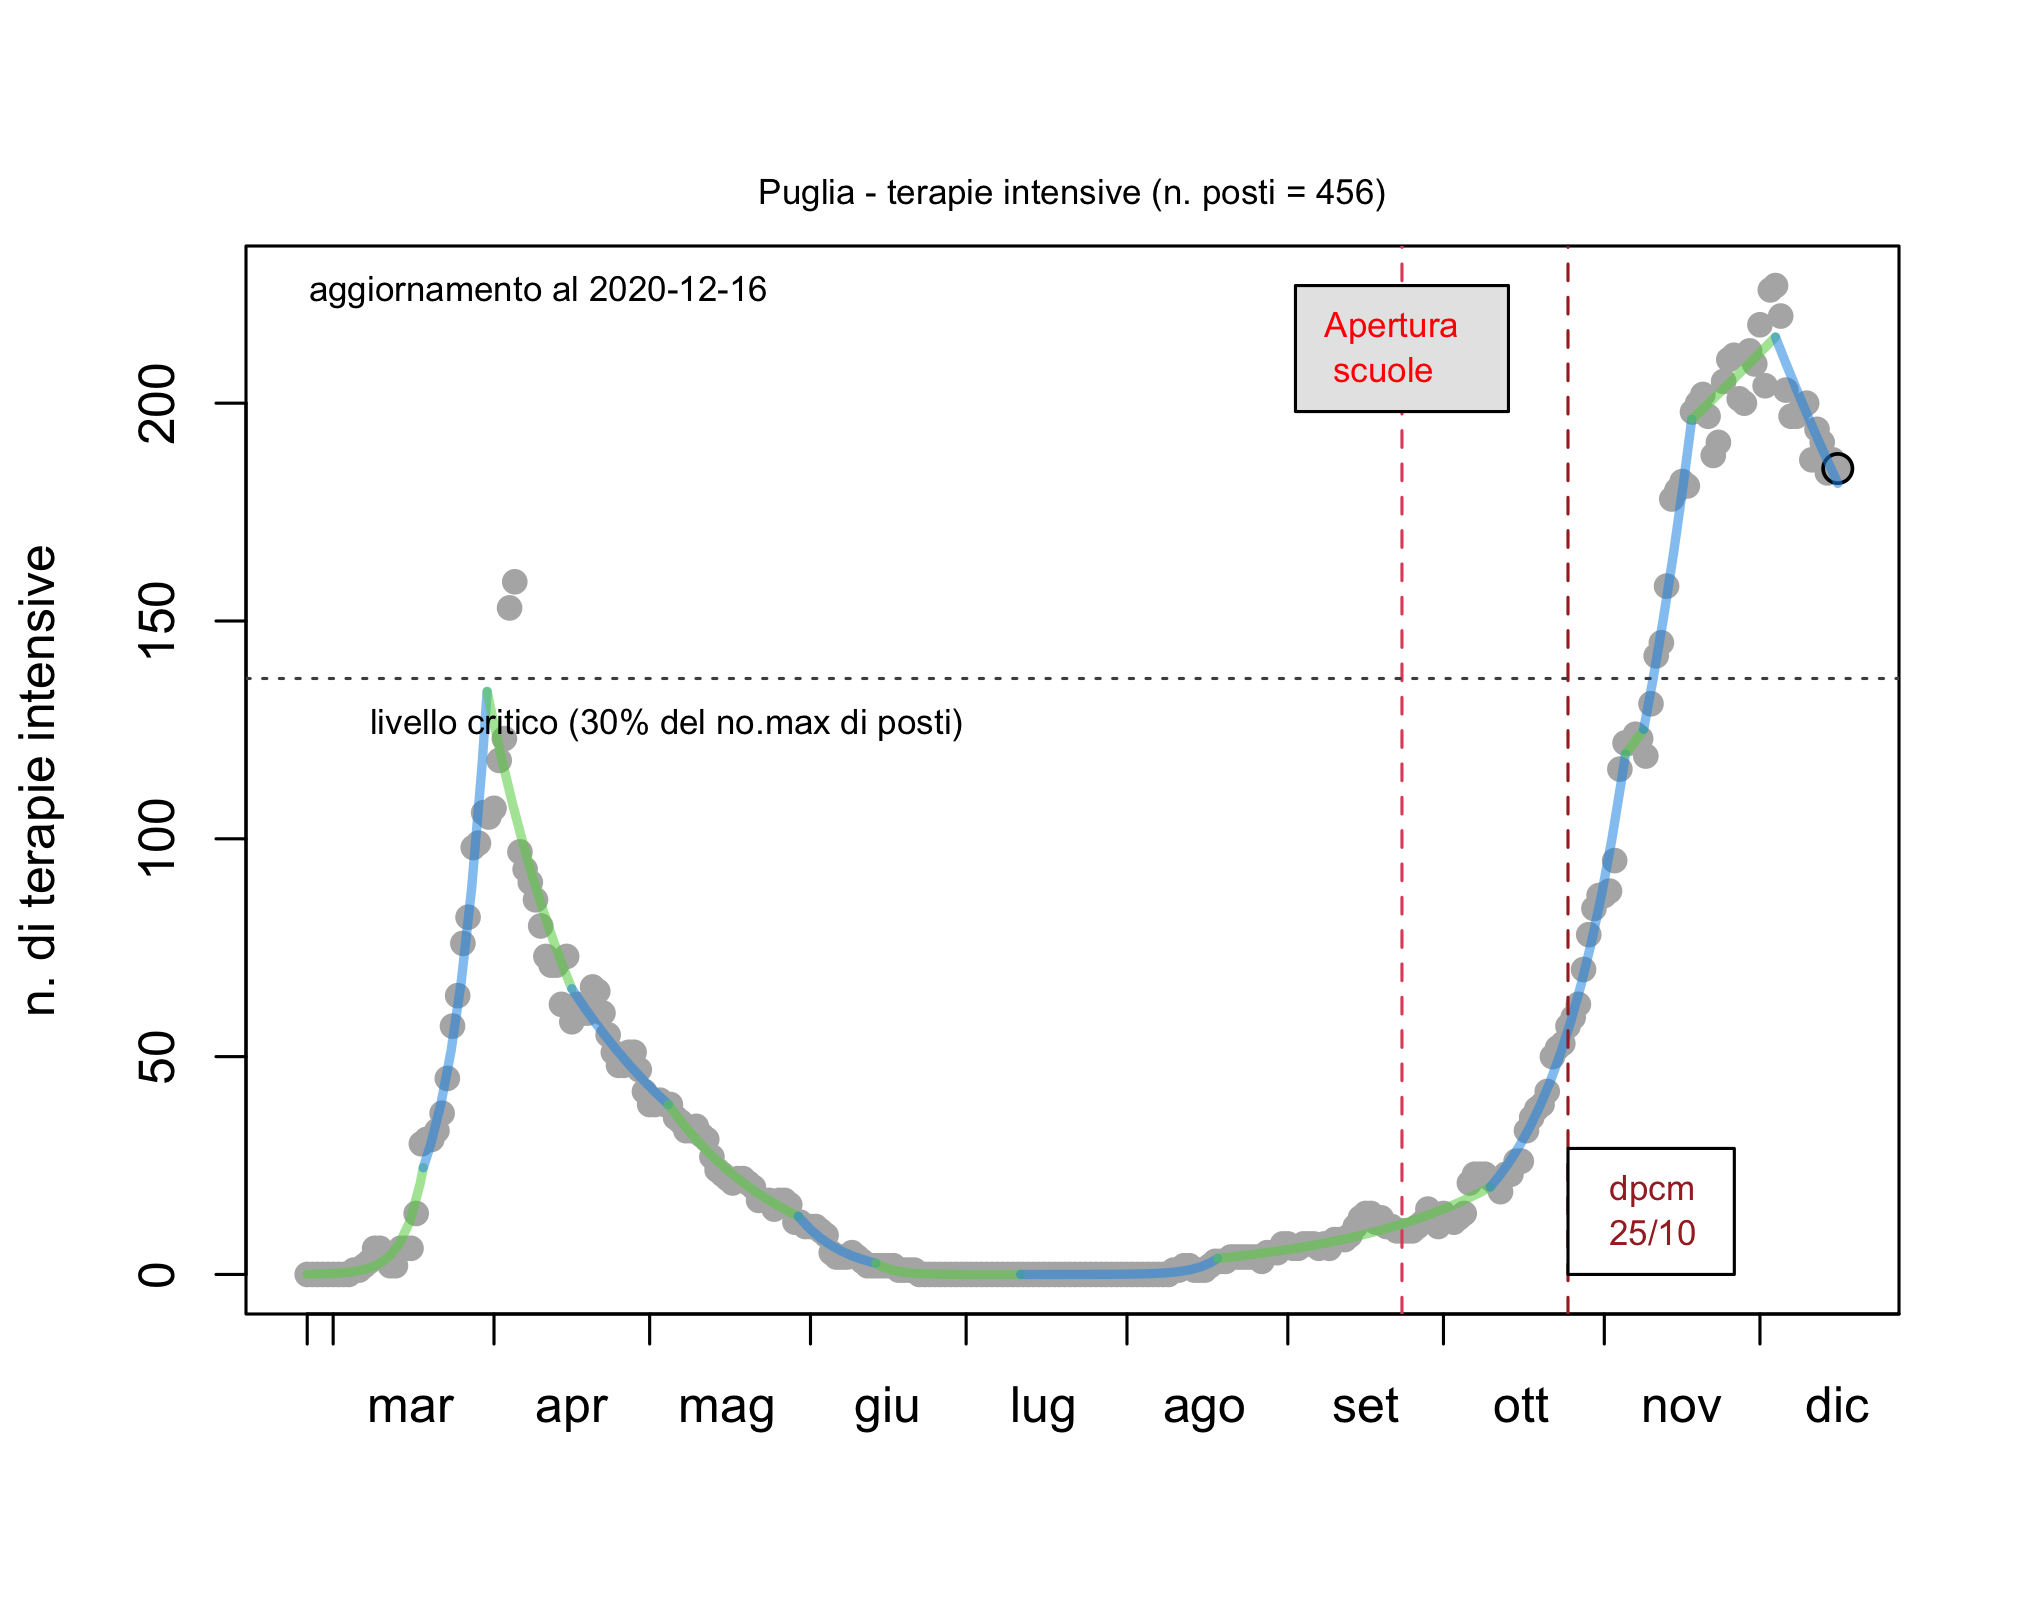 Puglia - terapie intensive (n. posti = 456)
aggiornamento al 2020-12-16
Apertura
scuole
livello critico (30% del no.max di posti)
dpcm
25/10
n. di terapie intensive
200
150
100
50
0
mar apr mag giu lug ago set ott nov dic